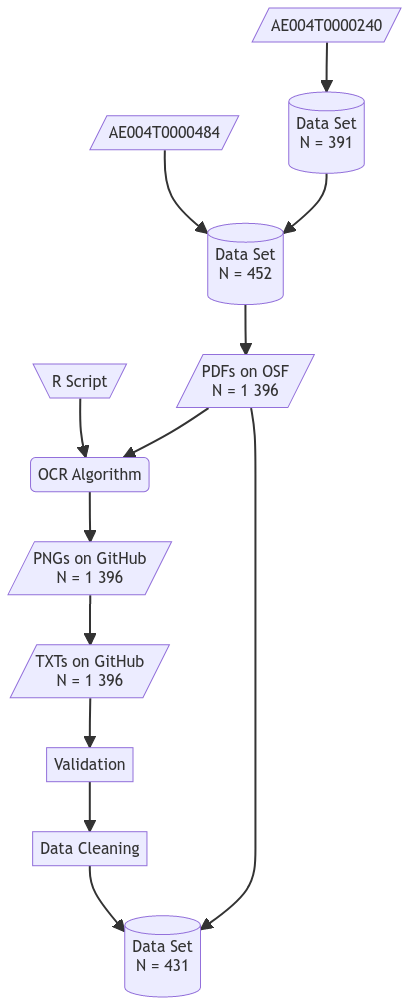 AE004T0000240
Data Set
N = 391
AE004T0000484
Data Set
N = 452
PDFs on OSF
N = 1 396
R Script
OCR Algorithm
PNGs on GitHub
N = 1 396
TXTs on GitHub
N = 1 396
Validation
Data Cleaning
Data Set
N = 431